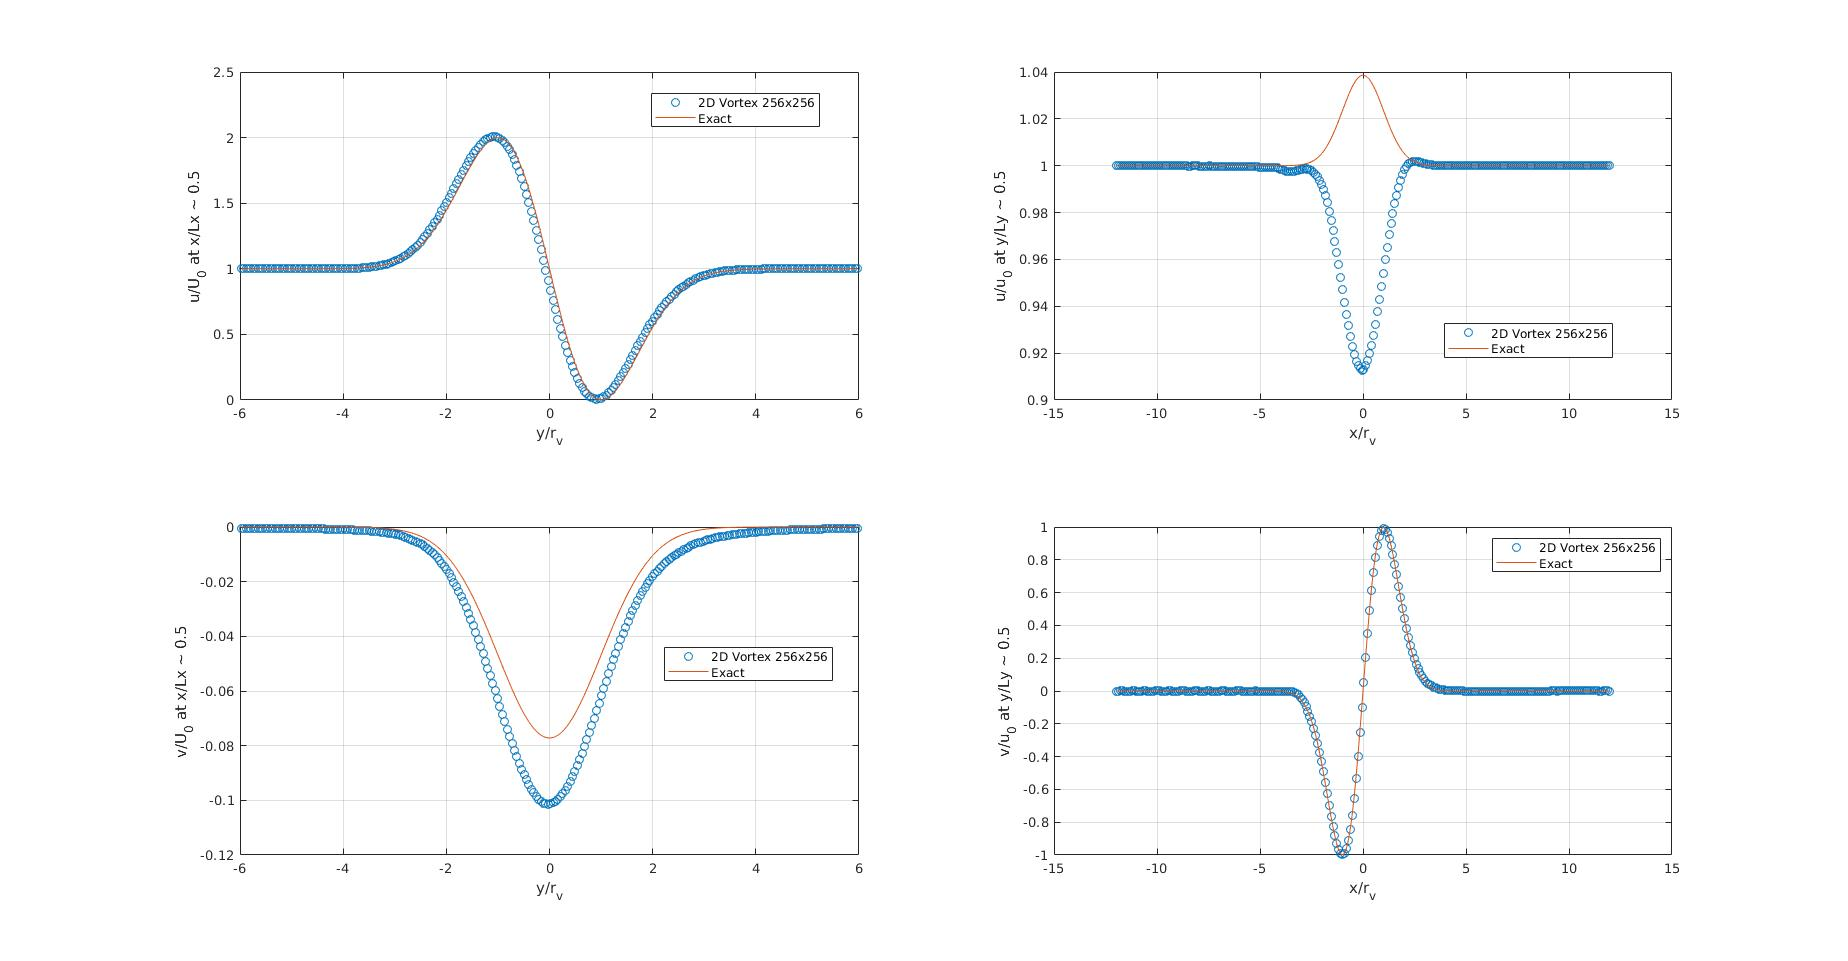 2.5
2
1.5
1
0.5
0
-6 -4 -2 0 2 4 6
u/U0 at x/Lx ~ 0.5
y/rv
2D Vortex 256x256
Exact
1.04
1.02
1
0.98
0.96
0.94
0.92
0.9
-15 -10 -5 0 5 10 15
u/u0 at y/Ly ~ 0.5
x/rv
2D Vortex 256x256
Exact
0
-0.02
-0.04
-0.06
-0.08
-0.1
-0.12
-6 -4 -2 0 2 4 6
v/U0 at x/Lx ~ 0.5
y/rv
2D Vortex 256x256
Exact
1
0.8
0.6
0.4
0.2
0
-0.2
-0.4
-0.6
-0.8
-1
-15 -10 -5 0 5 10 15
v/u0 at y/Ly ~ 0.5
x/rv
2D Vortex 256x256
Exact